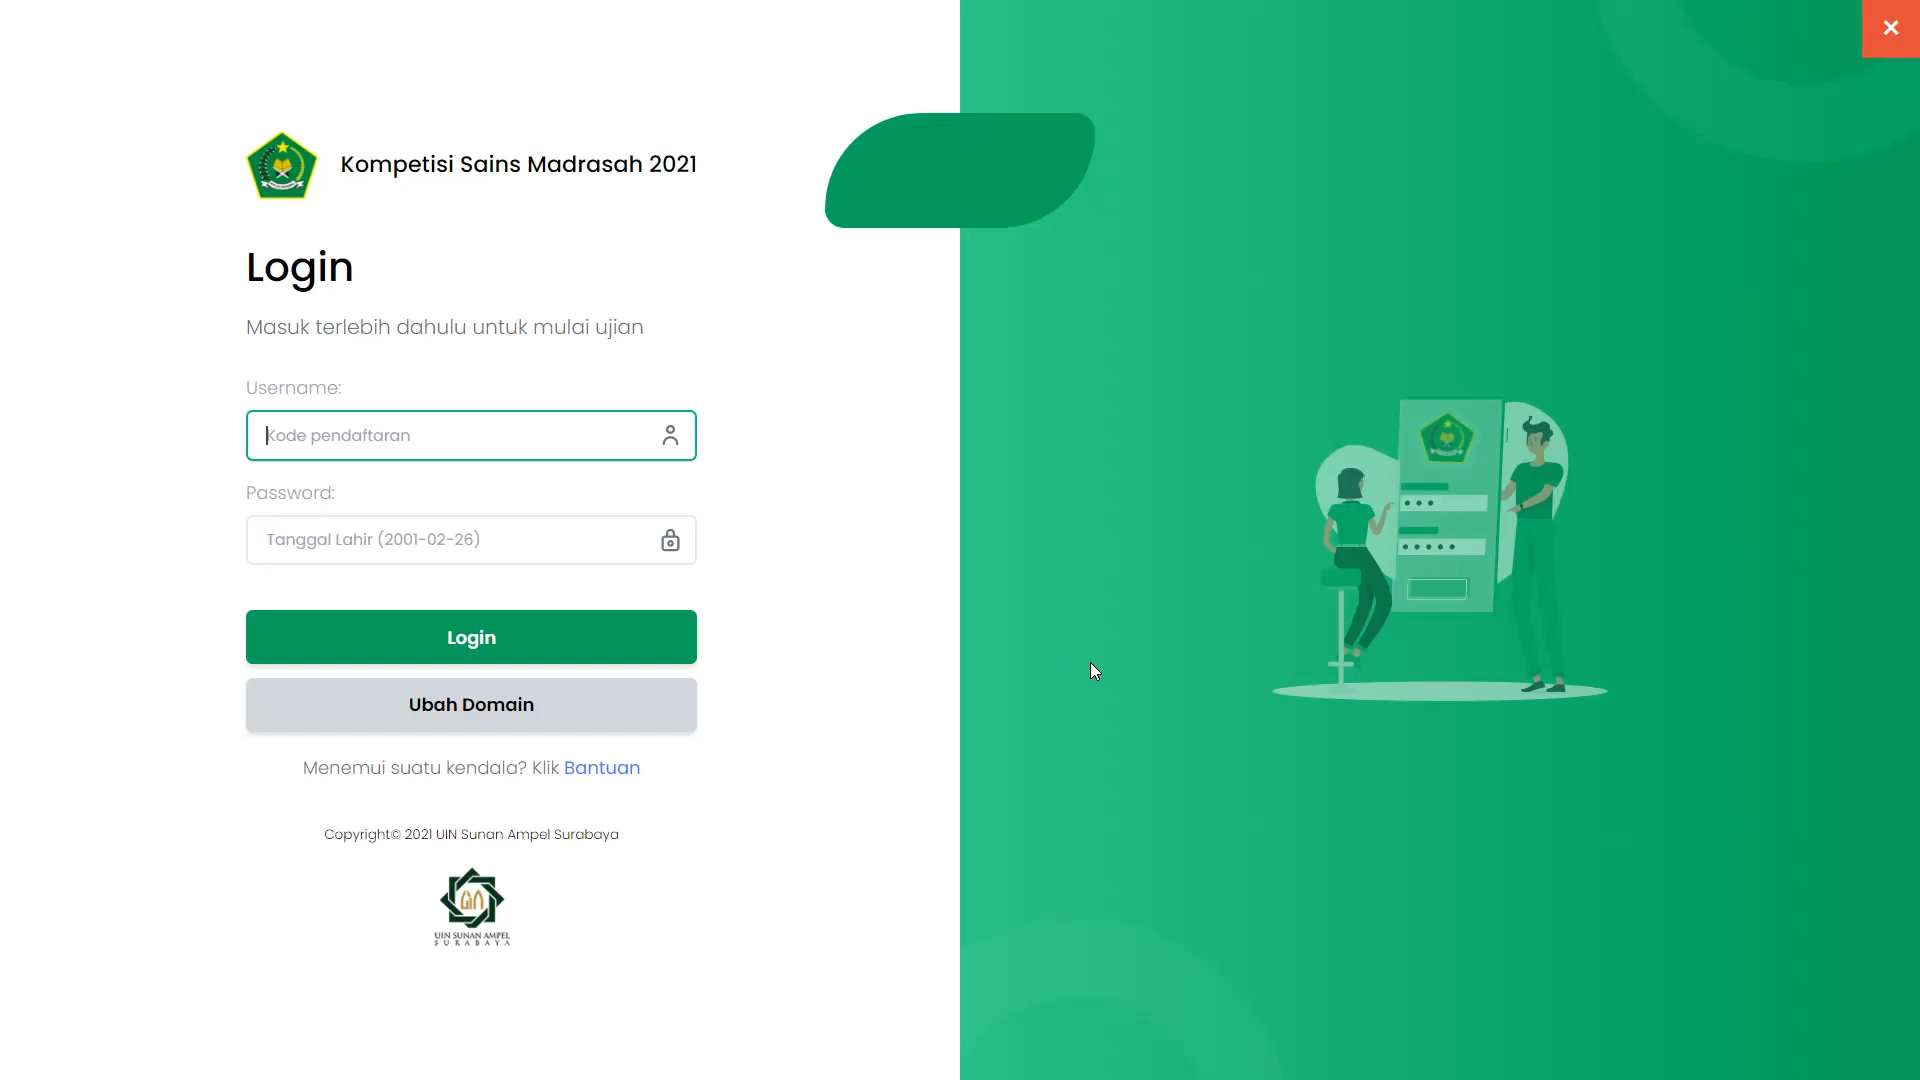 Kompetisi Sains Madrasah 2021
Login
Masuk terlebih dahulu untuk mulai ujian
Username:
Kode pendaftaran
Password:
Tanggal Lahir (2001-02-26)
Login
Ubah Domain
Menemui suatu kendala? Klik Bantuan
Copyright© 2021 UIN Sunan Ampel Surabaya
UIN SUNAN AMPEL
SURABAYA